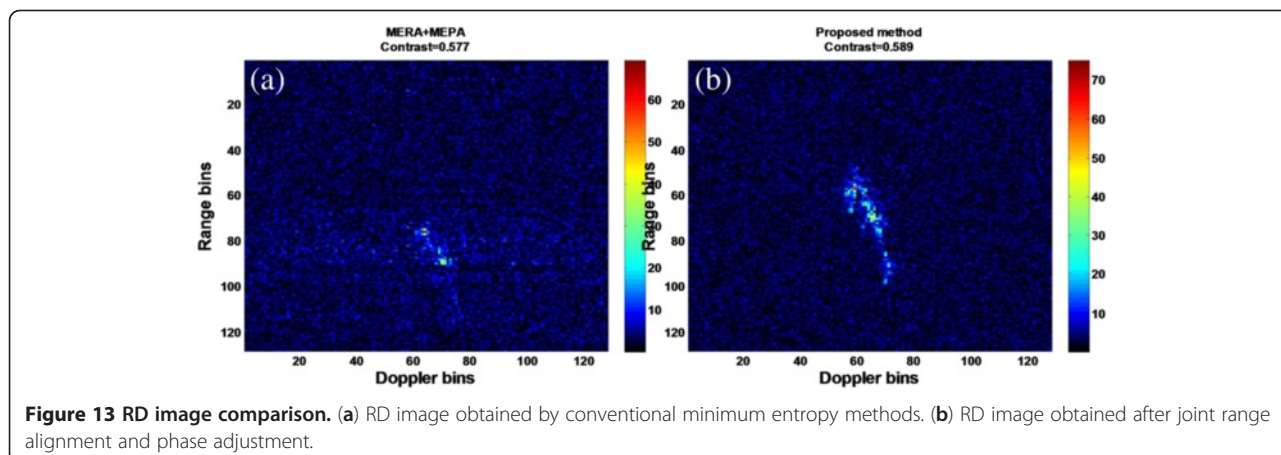 MERA+MEPA
Contrast=0.577
(a)
Range bins
20
40
60
80
100
120
20 40 60 80 100 120
Doppler bins
60
50
40
30
20
10
Proposed method
Contrast=0.589
(b)
Range bins
20
40
60
80
100
120
20 40 60 80 100 120
Doppler bins
70
60
50
40
30
20
10
Figure 13 RD image comparison. (a) RD image obtained by conventional minimum entropy methods. (b) RD image obtained after joint range
alignment and phase adjustment.